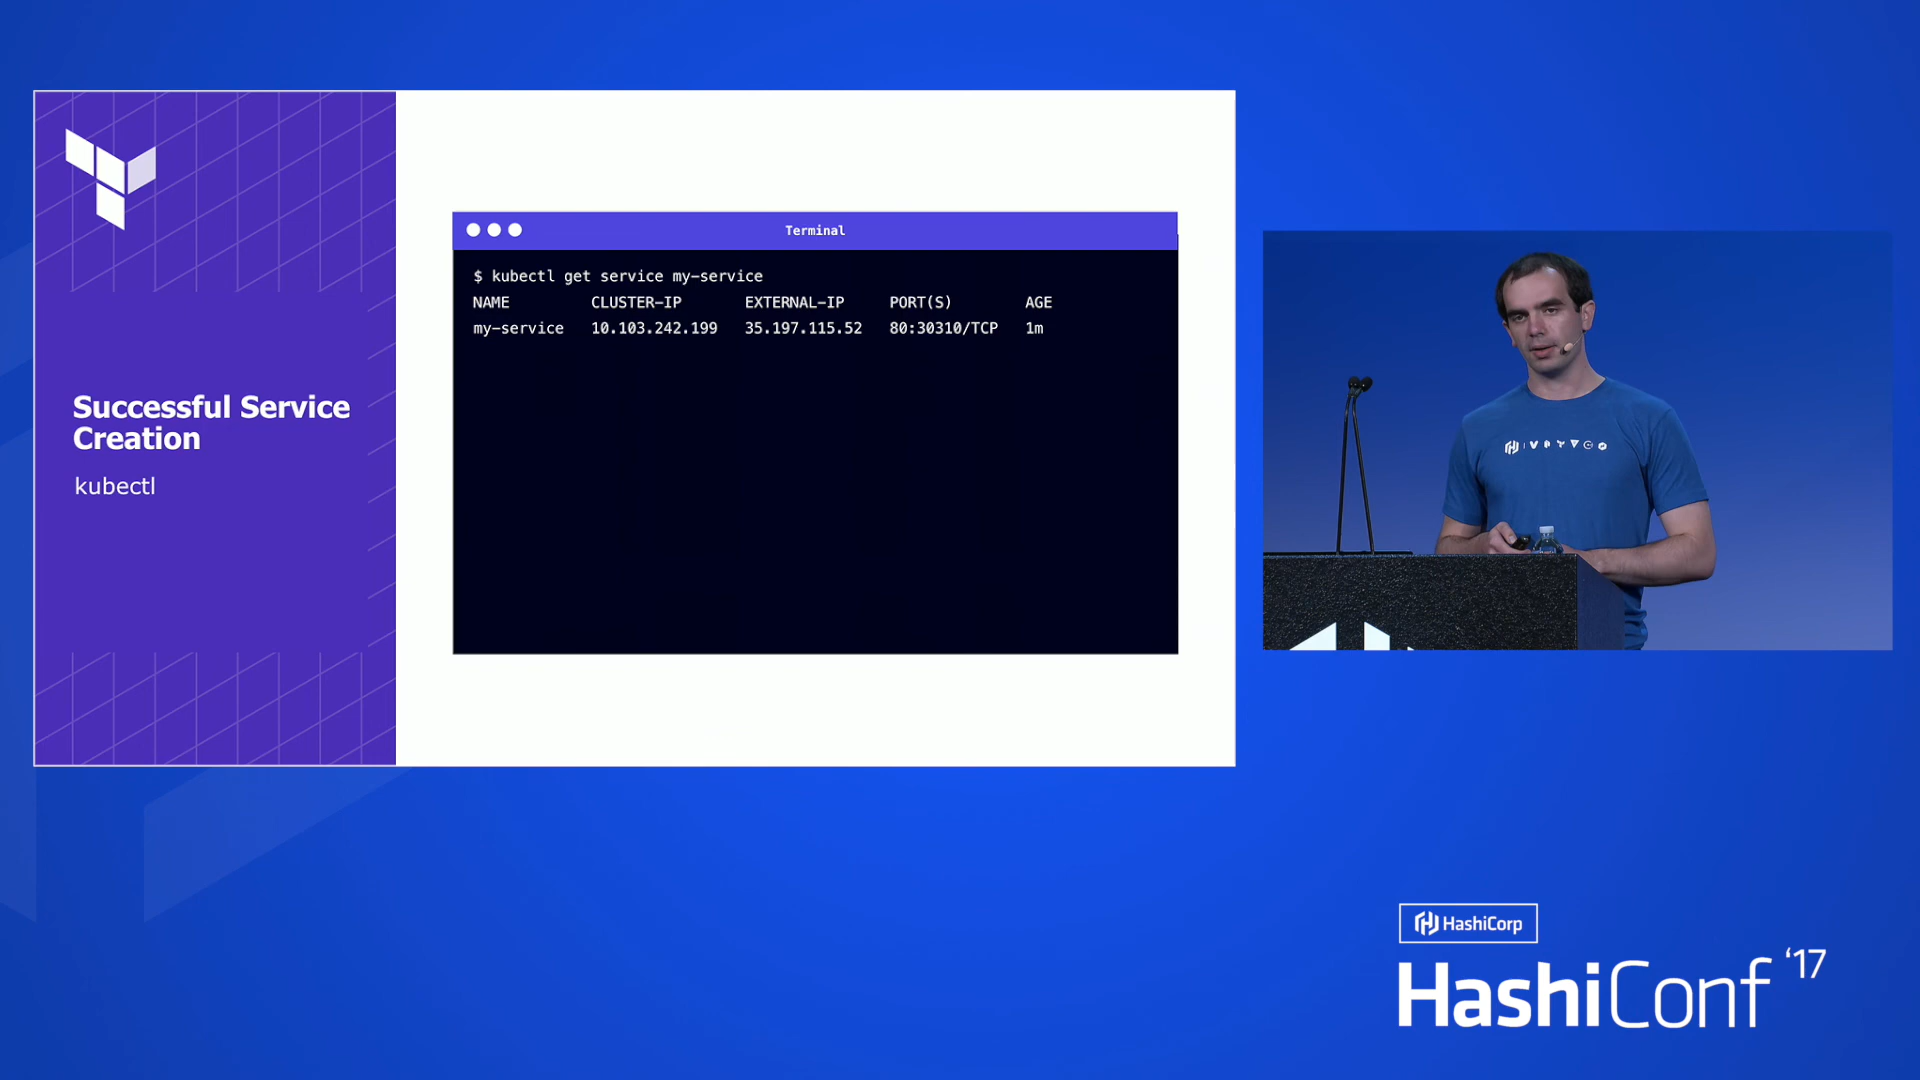 Successful Service
Creation
kubectl
Terminal
$ kubectl get service my-service
NAME CLUSTER-IP EXTERNAL-IP PORT(S) AGE
my-service 10.103.242.199 35.197.115.52 80:30310/TCP 1m
HashiCorp
HashiConf '17